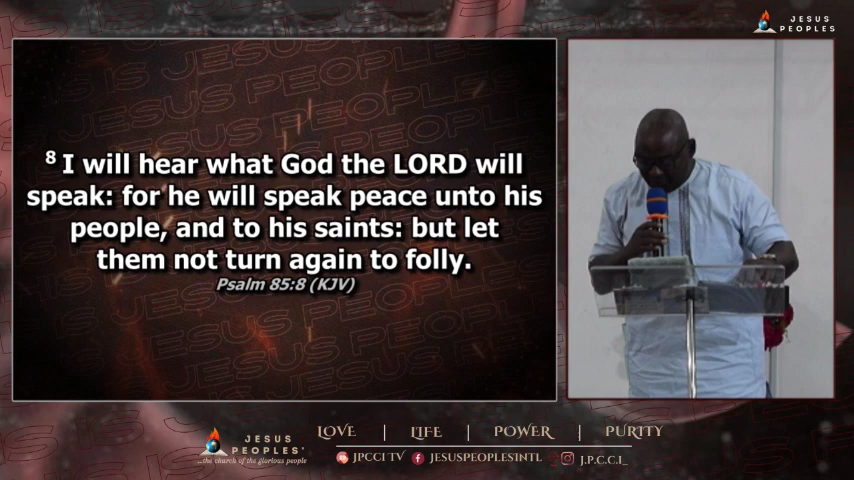 JESUS
PEOPLES
8 I will hear what God the LORD will
speak: for he will speak peace unto his
people, and to his saints: but let
them not turn again to folly.
Psalm 85:8 (KJV)
JESUS
PEOPLES'
...the church of the glorious people
LOVE | LIFE | POWER | PURITY
JPCCI TV JESUSPEOPLESINTL J.P.C.C.I_